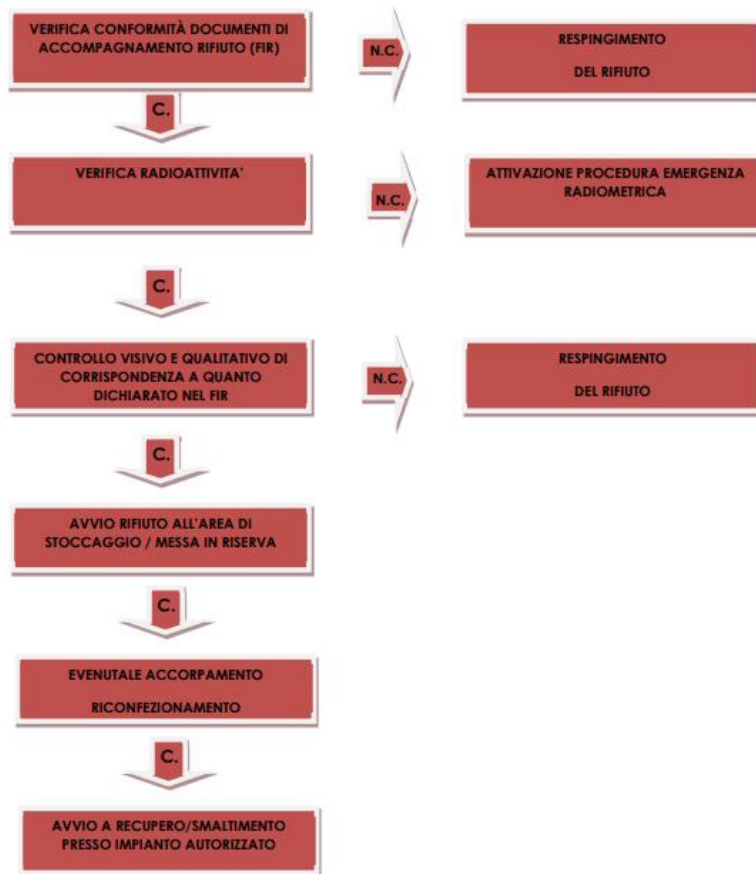 VERIFICA CONFORMITÀ DOCUMENTI DI
ACCOMPAGNAMENTO RIFIUTO (FIR)
N.C.
RESPINGIMENTO
DEL RIFIUTO
C.
VERIFICA RADIOATTIVITA'
N.C.
ATTIVAZIONE PROCEDURA EMERGENZA
RADIOMETRICA
C.
CONTROLLO VISIVO E QUALITATIVO DI
CORRISPONDENZA A QUANTO
DICHIARATO NEL FIR
N.C.
RESPINGIMENTO
DEL RIFIUTO
C.
AVVIO RIFIUTO ALL'AREA DI
STOCCAGGIO / MESSA IN RISERVA
C.
EVENUTALE ACCORPAMENTO
RICONFEZIONAMENTO
C.
AVVIO A RECUPERO/SMALTIMENTO
PRESSO IMPIANTO AUTORIZZATO